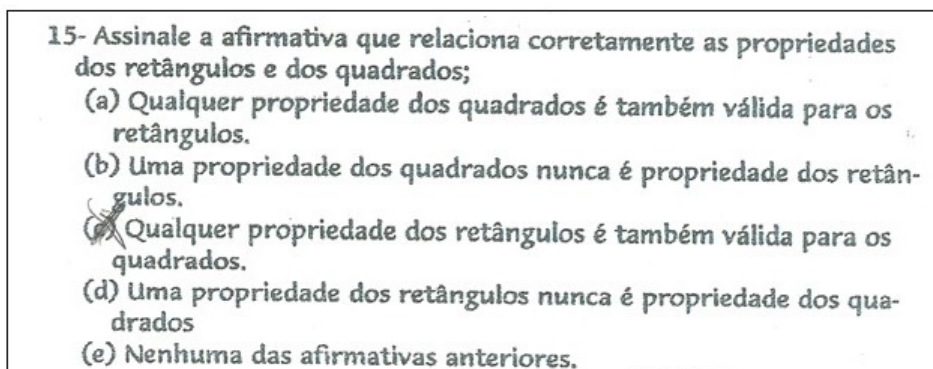 15- Assinale a afirmativa que relaciona corretamente as propriedades
dos retângulos e dos quadrados;
(a) Qualquer propriedade dos quadrados é também válida para os
retângulos.
(b) Uma propriedade dos quadrados nunca é propriedade dos retân-
gulos.
(c) Qualquer propriedade dos retângulos é também válida para os
quadrados.
(d) Uma propriedade dos retângulos nunca é propriedade dos qua-
drados
(e) Nenhuma das afirmativas anteriores.